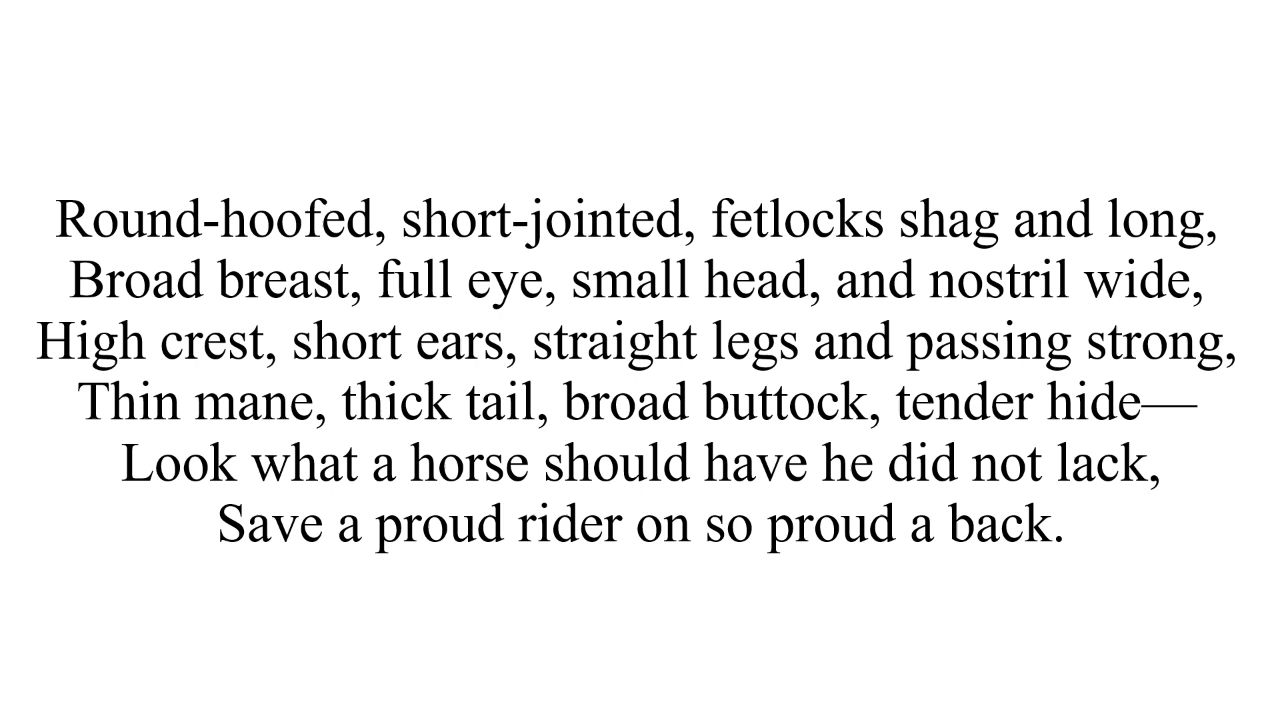 Round-hoofed, short-jointed, fetlocks shag and long,
Broad breast, full eye, small head, and nostril wide,
High crest, short ears, straight legs and passing strong,
Thin mane, thick tail, broad buttock, tender hide—
Look what a horse should have he did not lack,
Save a proud rider on so proud a back.